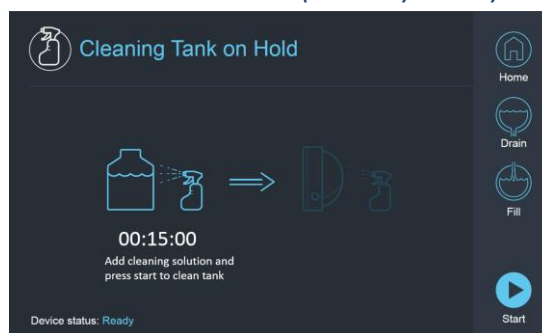 Cleaning Tank on Hold
Home
Drain
Fill
00:15:00
Add cleaning solution and
press start to clean tank
Device status: Ready
Start